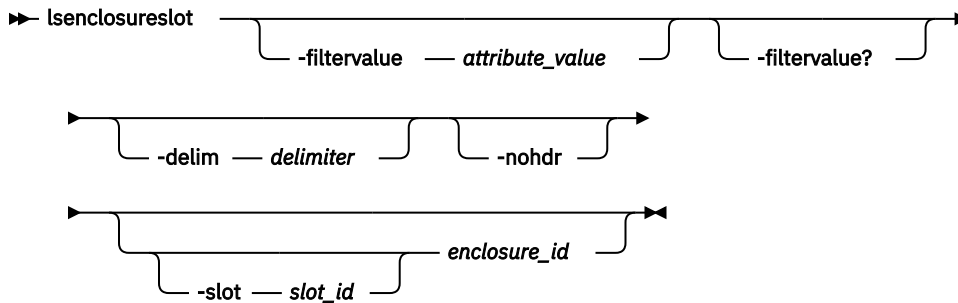 lsenclosureslot
-filtervalue attribute_value -filtervalue?
-delim delimiter -nohdr
enclosure_id
-slot slot_id